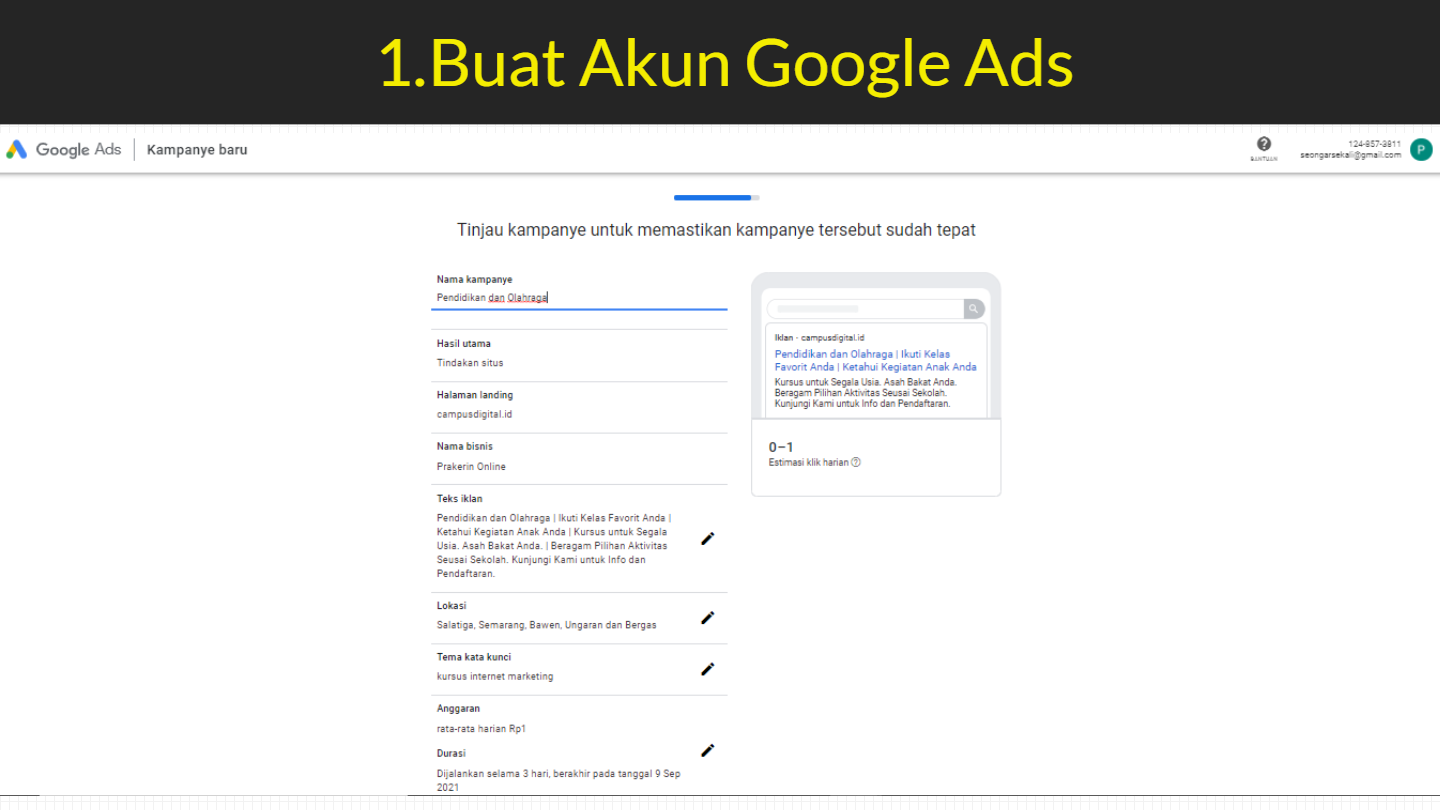 1.Buat Akun Google Ads
Google Ads
Kampanye baru
BANTUAN
124-857-3911
seongarsekali@gmail.com
P
Tinjau kampanye untuk memastikan kampanye tersebut sudah tepat
Nama kampanye
Pendidikan dan Olahraga
Hasil utama
Tindakan situs
Halaman landing
campusdigital.id
Nama bisnis
Prakerin Online
Teks iklan
Pendidikan dan Olahraga | Ikuti Kelas Favorit Anda |
Ketahui Kegiatan Anak Anda | Kursus untuk Segala
Usia. Asah Bakat Anda. | Beragam Pilihan Aktivitas
Seusai Sekolah. Kunjungi Kami untuk Info dan
Pendaftaran.
Lokasi
Salatiga, Semarang, Bawen, Ungaran dan Bergas
Tema kata kunci
kursus internet marketing
Anggaran
rata-rata harian Rp1
Durasi
Dijalankan selama 3 hari, berakhir pada tanggal 9 Sep
2021
Iklan - campusdigital.id
Pendidikan dan Olahraga | Ikuti Kelas
Favorit Anda | Ketahui Kegiatan Anak Anda
Kursus untuk Segala Usia. Asah Bakat Anda.
Beragam Pilihan Aktivitas Seusai Sekolah.
Kunjungi Kami untuk Info dan Pendaftaran.
0–1
Estimasi klik harian ?